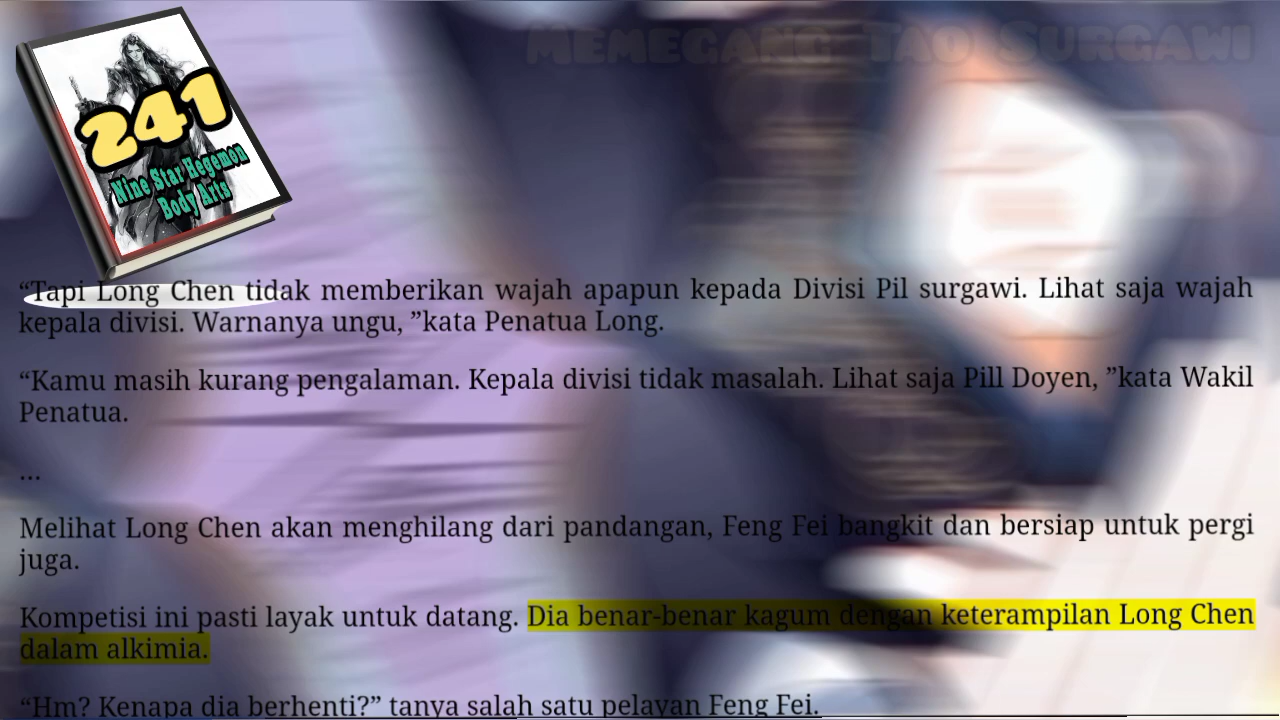 MEMEGANG TAO SURGAWI
241
Nine Star Hegemon
Body Arts
“Tapi Long Chen tidak memberikan wajah apapun kepada Divisi Pil surgawi. Lihat saja wajah
kepala divisi. Warnanya ungu, ”kata Penatua Long.
“Kamu masih kurang pengalaman. Kepala divisi tidak masalah. Lihat saja Pill Doyen, ”kata Wakil
Penatua.
...
Melihat Long Chen akan menghilang dari pandangan, Feng Fei bangkit dan bersiap untuk pergi
juga.
Kompetisi ini pasti layak untuk datang. Dia benar-benar kagum dengan keterampilan Long Chen
dalam alkimia.
“Hm? Kenapa dia berhenti?” tanya salah satu pelayan Feng Fei.